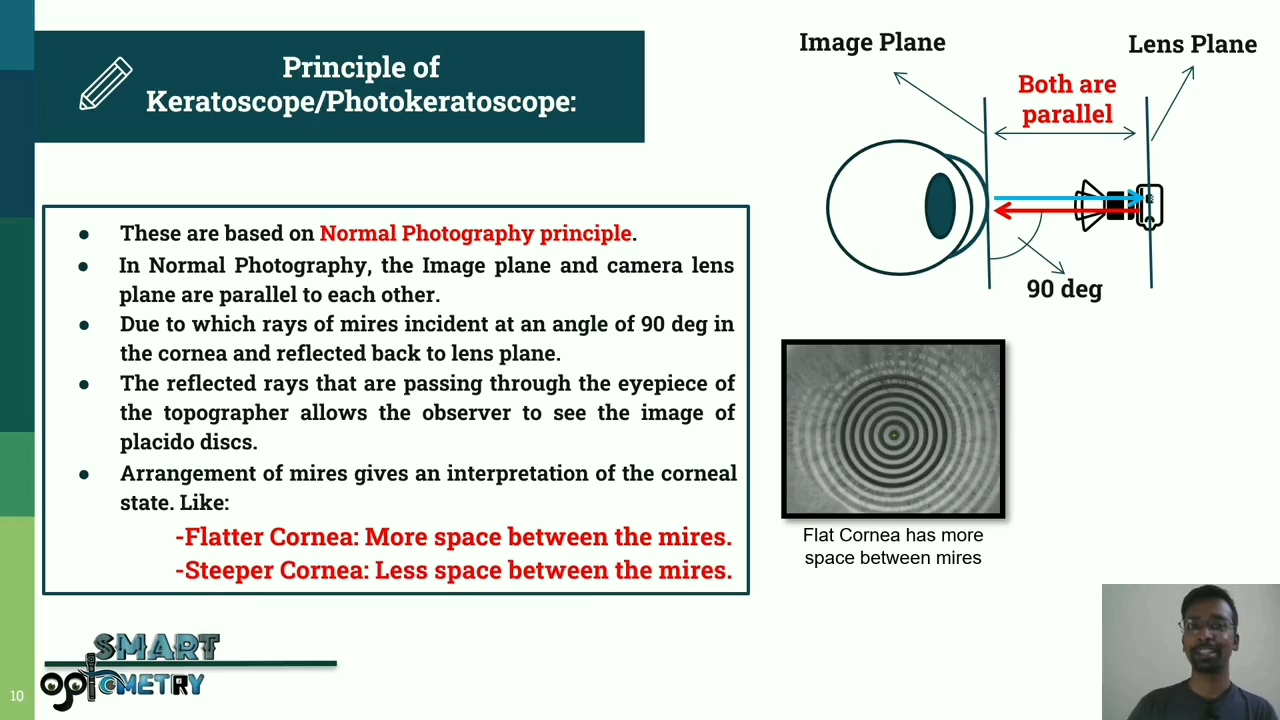 Principle of
Keratoscope/Photokeratoscope:
These are based on Normal Photography principle.
In Normal Photography, the Image plane and camera lens
plane are parallel to each other.
Due to which rays of mires incident at an angle of 90 deg in
the cornea and reflected back to lens plane.
The reflected rays that are passing through the eyepiece of
the topographer allows the observer to see the image of
placido discs.
Arrangement of mires gives an interpretation of the corneal
state. Like:
-Flatter Cornea: More space between the mires.
-Steeper Cornea: Less space between the mires.
Image Plane
Lens Plane
Both are
parallel
90 deg
Flat Cornea has more
space between mires
SMART
optometry
10